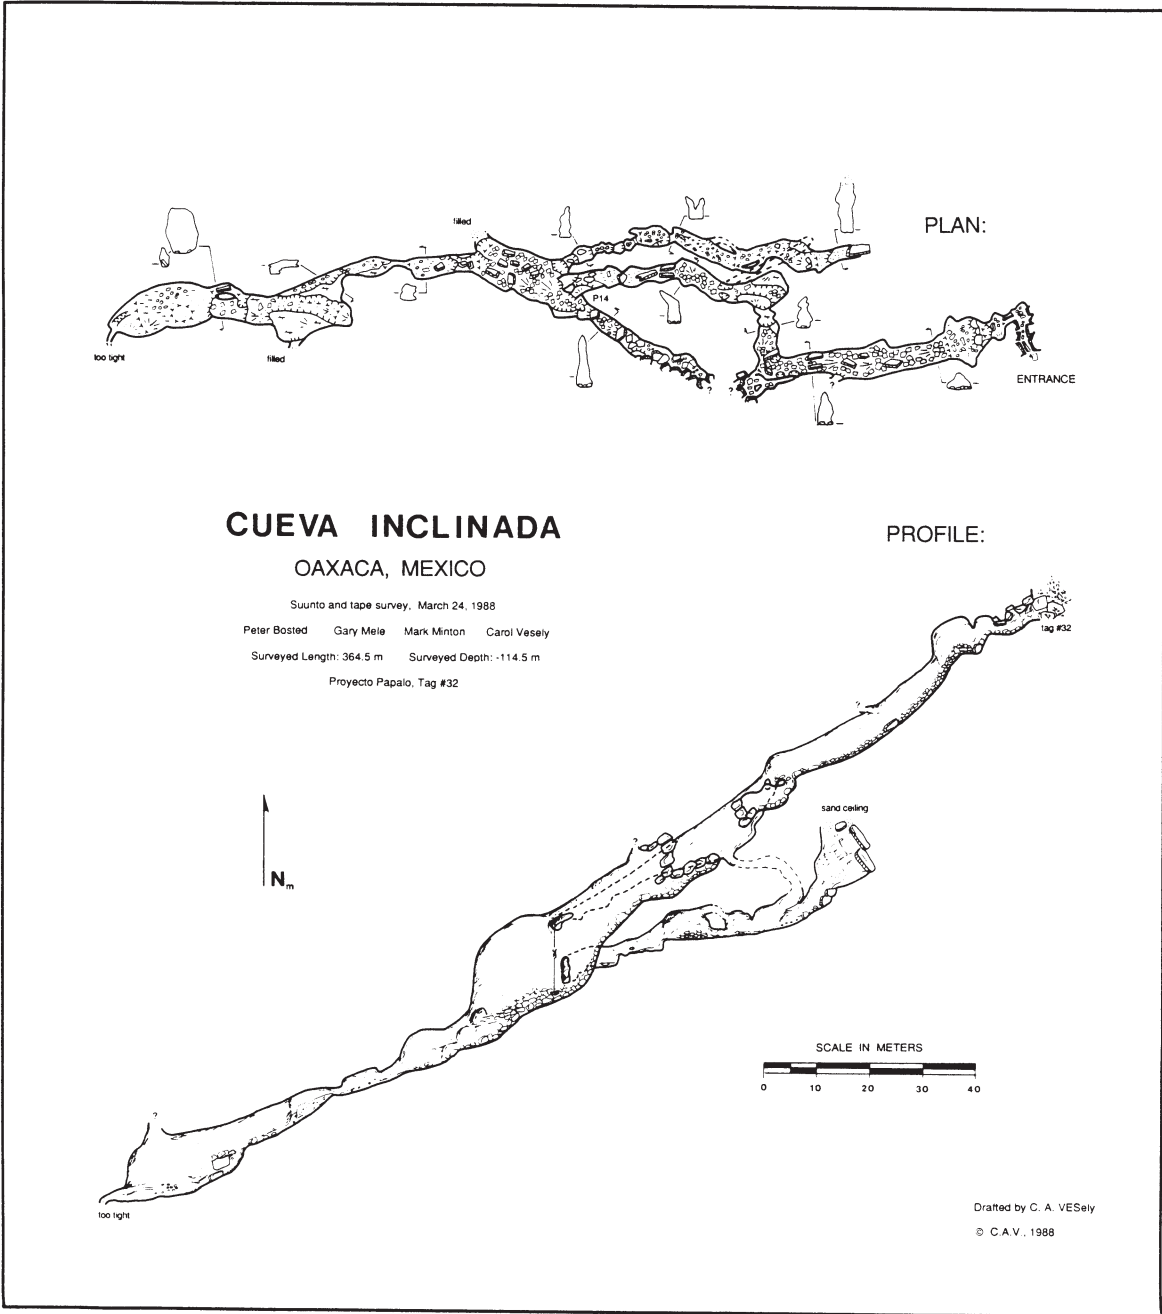 PLAN:
filled
P14
too tight
filled
?
?
?
ENTRANCE
CUEVA INCLINADA
OAXACA, MEXICO
Suunto and tape survey, March 24, 1988
Peter Bosted Gary Mele Mark Minton Carol Vesely
Surveyed Length: 364.5 m Surveyed Depth: -114.5 m
Proyecto Papalo, Tag #32
PROFILE:
tag #32
?
sand ceiling
?
Nm
SCALE IN METERS
0 10 20 30 40
?
too tight
Drafted by C. A. VESely
© C.A.V., 1988